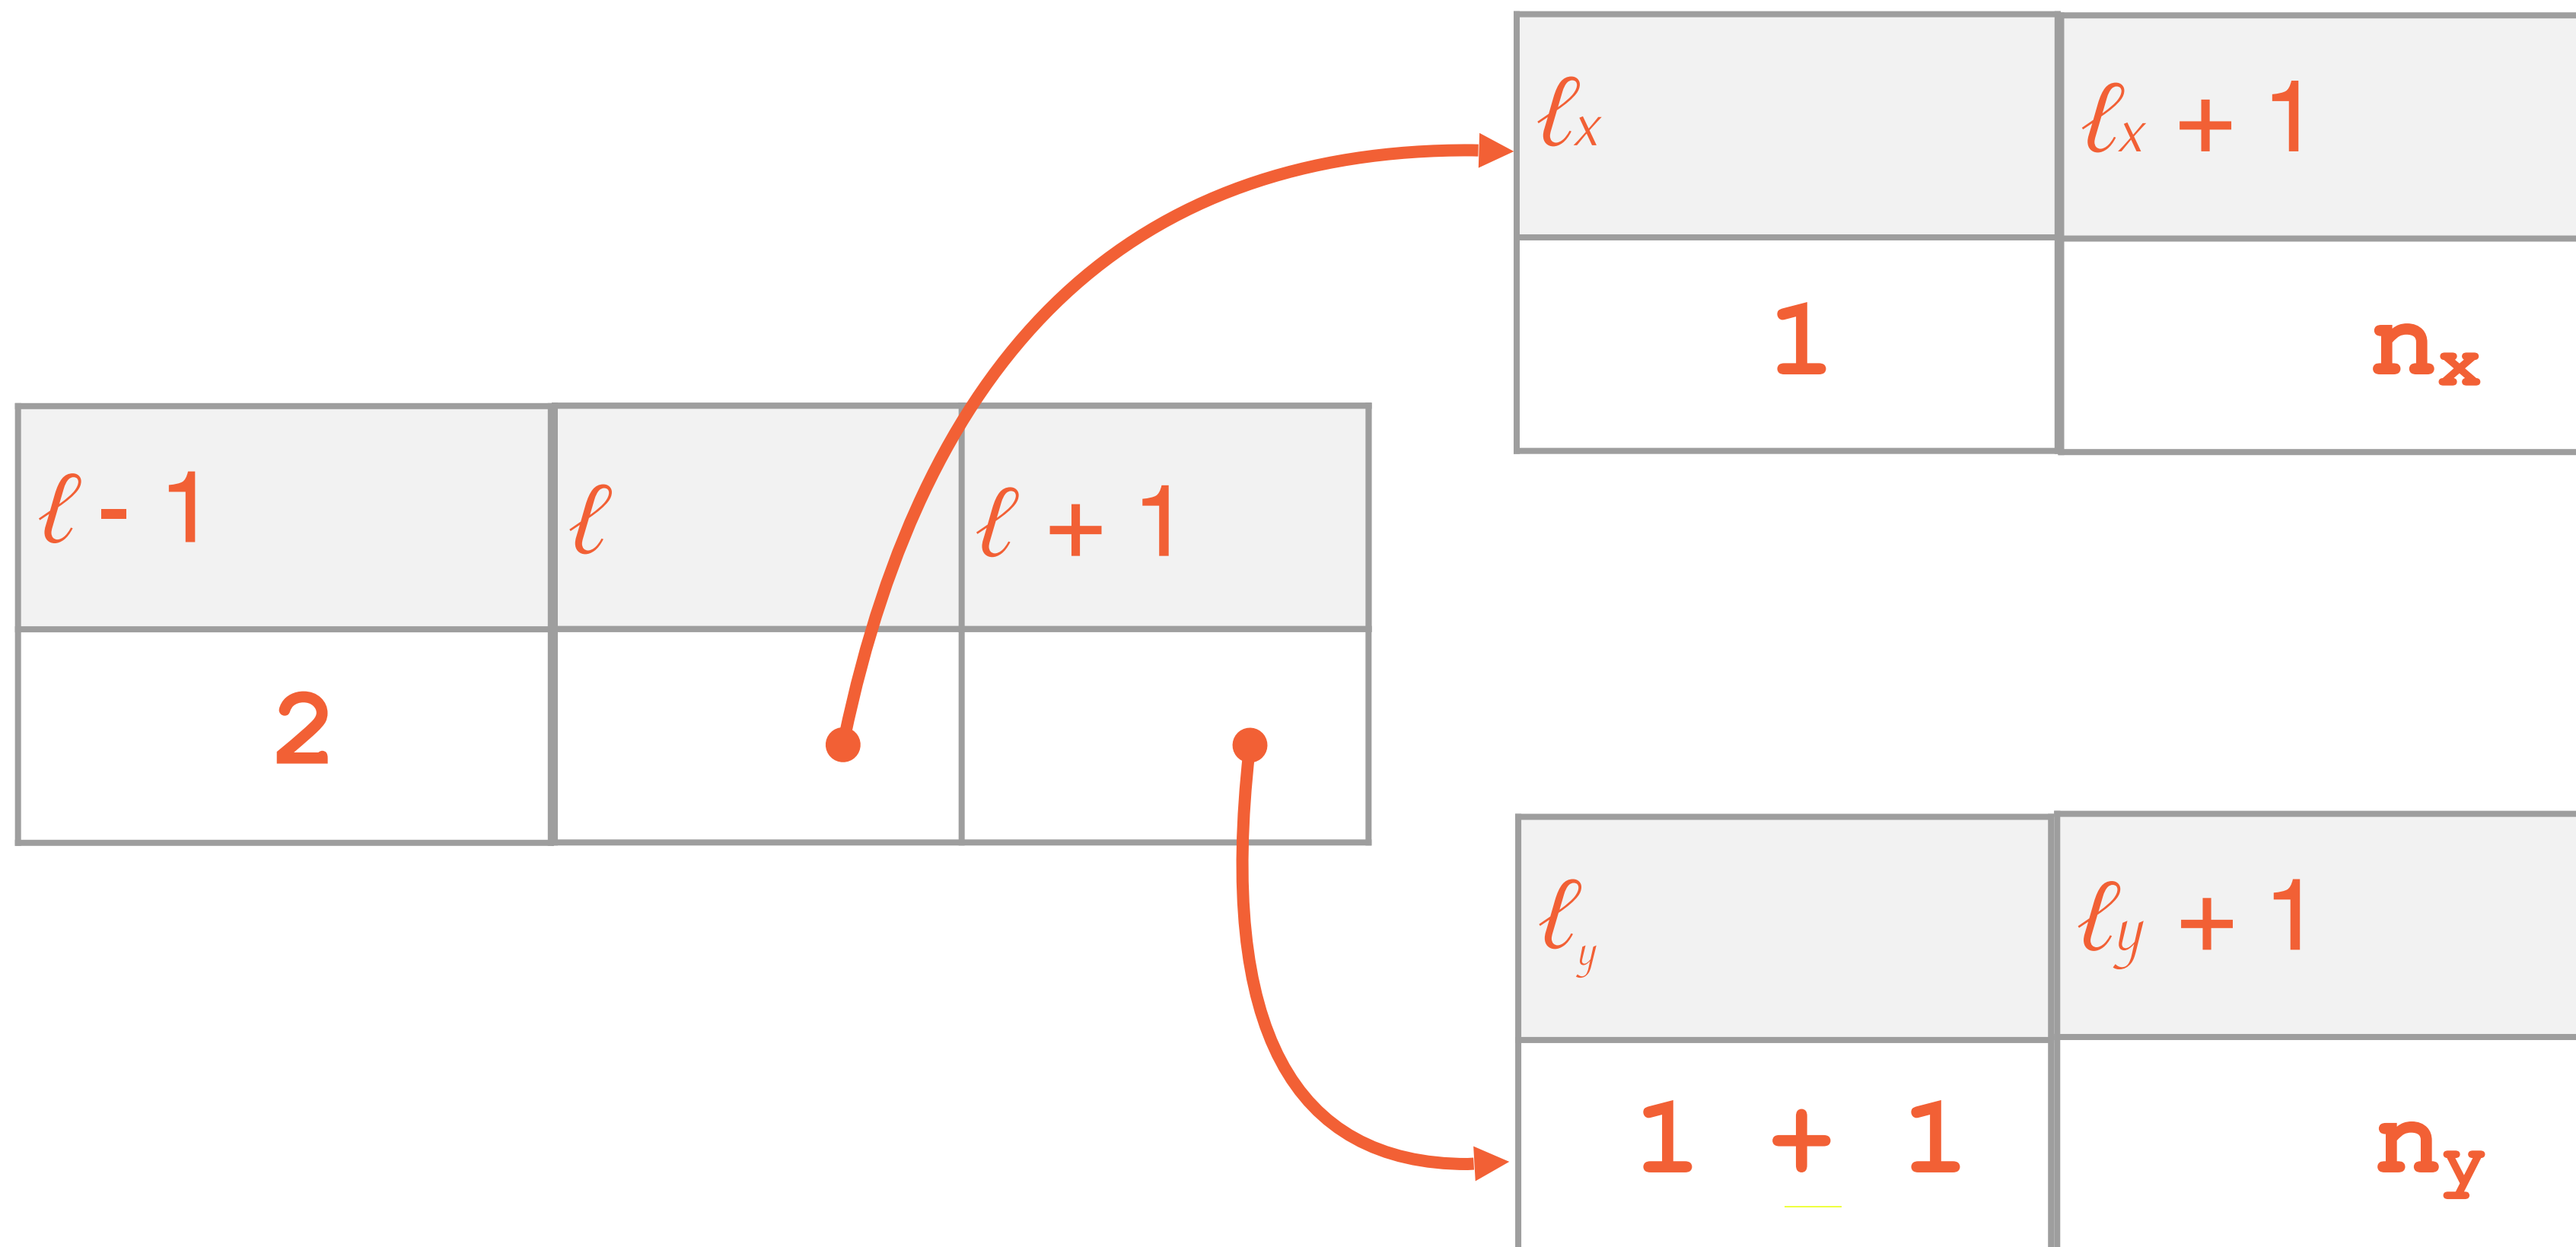 ℓx
ℓx + 1
1
nx
ℓ - 1
ℓ
ℓ + 1
2
ℓy
ℓy + 1
1 + 1
ny